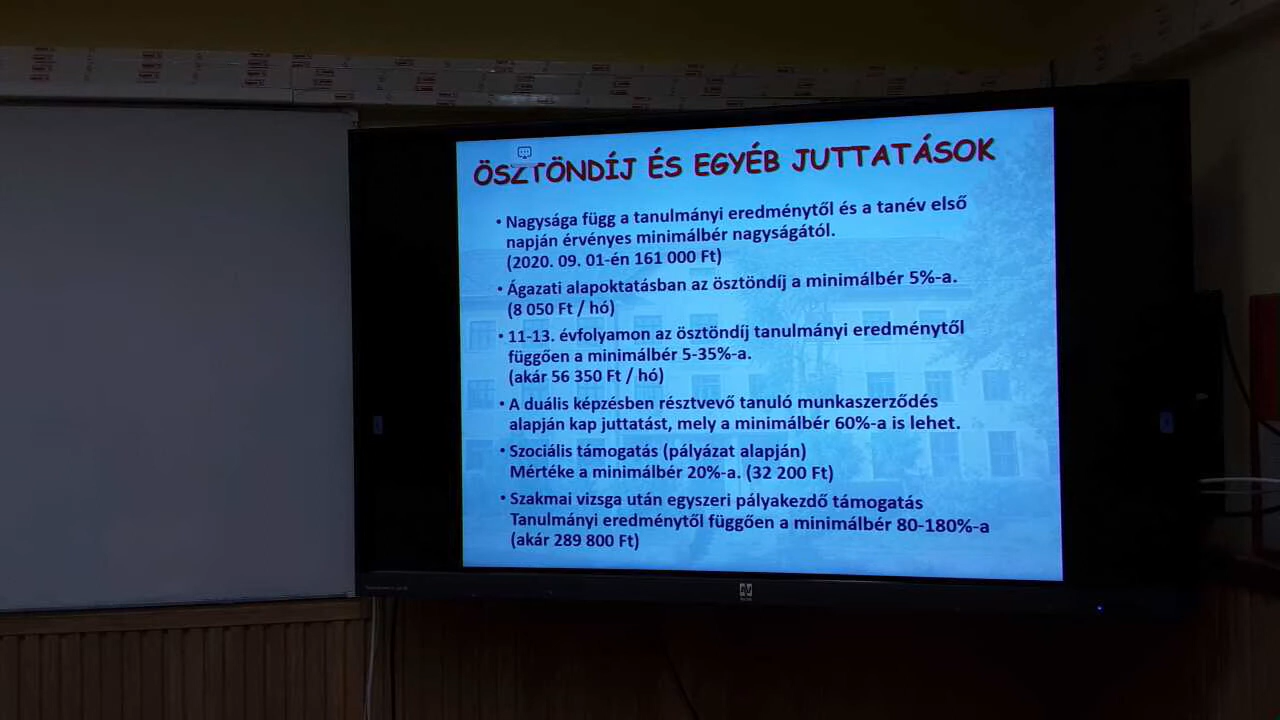 ÖSZTÖNDÍJ ÉS EGYÉB JUTTATÁSOK
• Nagysága függ a tanulmányi eredménytől és a tanév első
napján érvényes minimálbér nagyságától.
(2020. 09. 01-én 161 000 Ft)
• Ágazati alapoktatásban az ösztöndíj a minimálbér 5%-a.
(8 050 Ft / hó)
• 11-13. évfolyamon az ösztöndíj tanulmányi eredménytől
függően a minimálbér 5-35%-a.
(akár 56 350 Ft / hó)
• A duális képzésben résztvevő tanuló munkaszerződés
alapján kap juttatást, mely a minimálbér 60%-a is lehet.
• Szociális támogatás (pályázat alapján)
Mértéke a minimálbér 20%-a. (32 200 Ft)
• Szakmai vizsga után egyszeri pályakezdő támogatás
Tanulmányi eredménytől függően a minimálbér 80-180%-a
(akár 289 800 Ft)